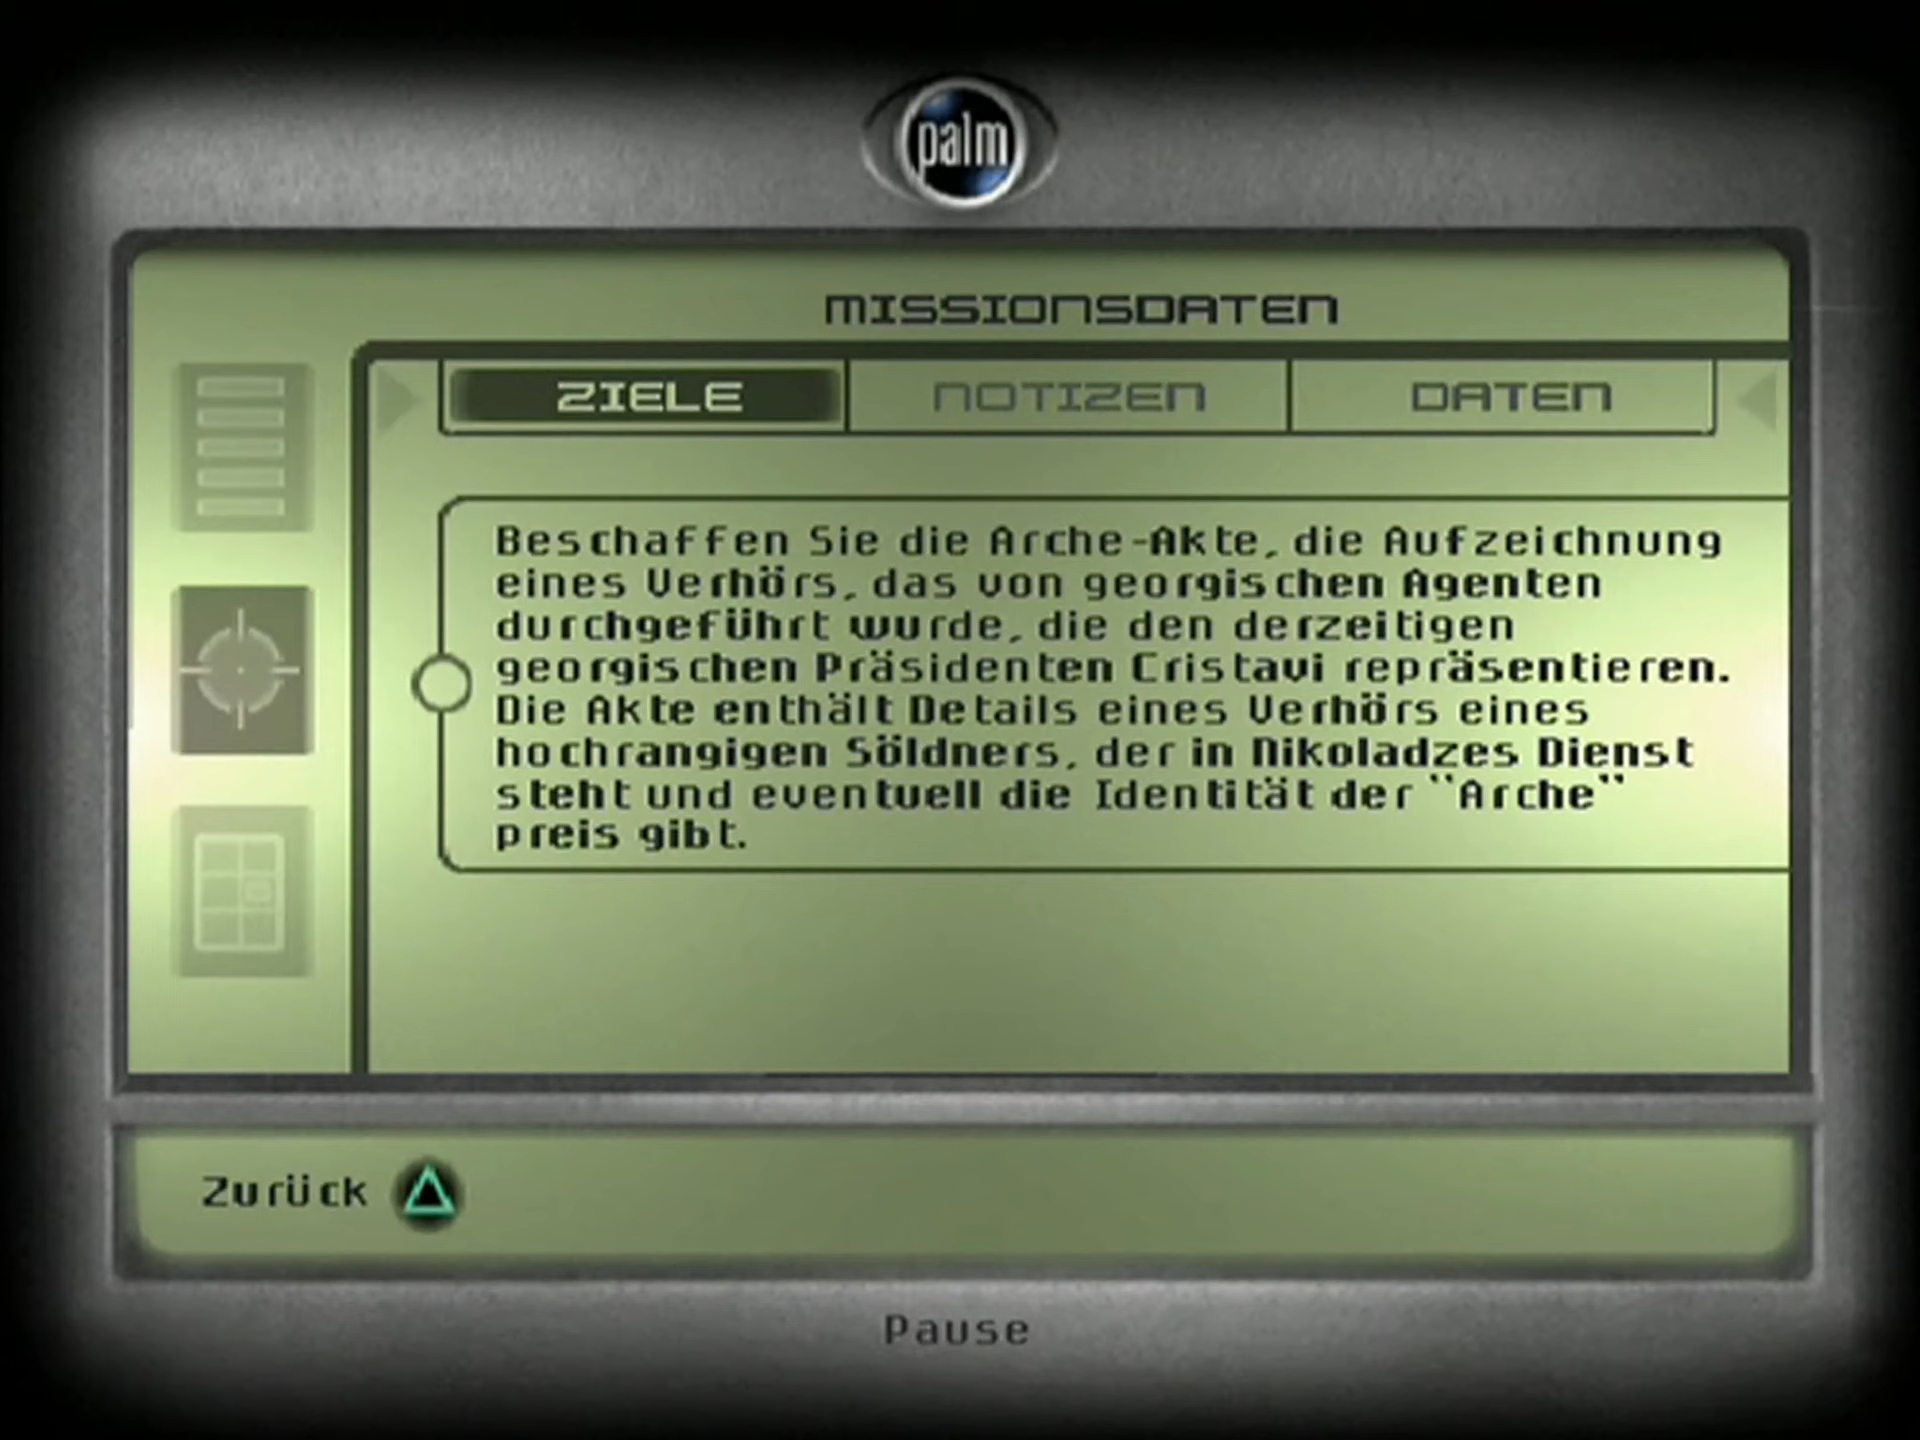 palm
MISSIONSDATEN
ZIELE NOTIZEN DATEN
Beschaffen Sie die Arche-Akte, die Aufzeichnung
eines Verhörs, das von georgischen Agenten
durchgeführt wurde, die den derzeitigen
georgischen Präsidenten Cristavi repräsentieren.
Die Akte enthält Details eines Verhörs eines
hochrangigen Söldners, der in Nikoladzes Dienst
steht und eventuell die Identität der "Arche"
preis gibt.
Zurück
Pause